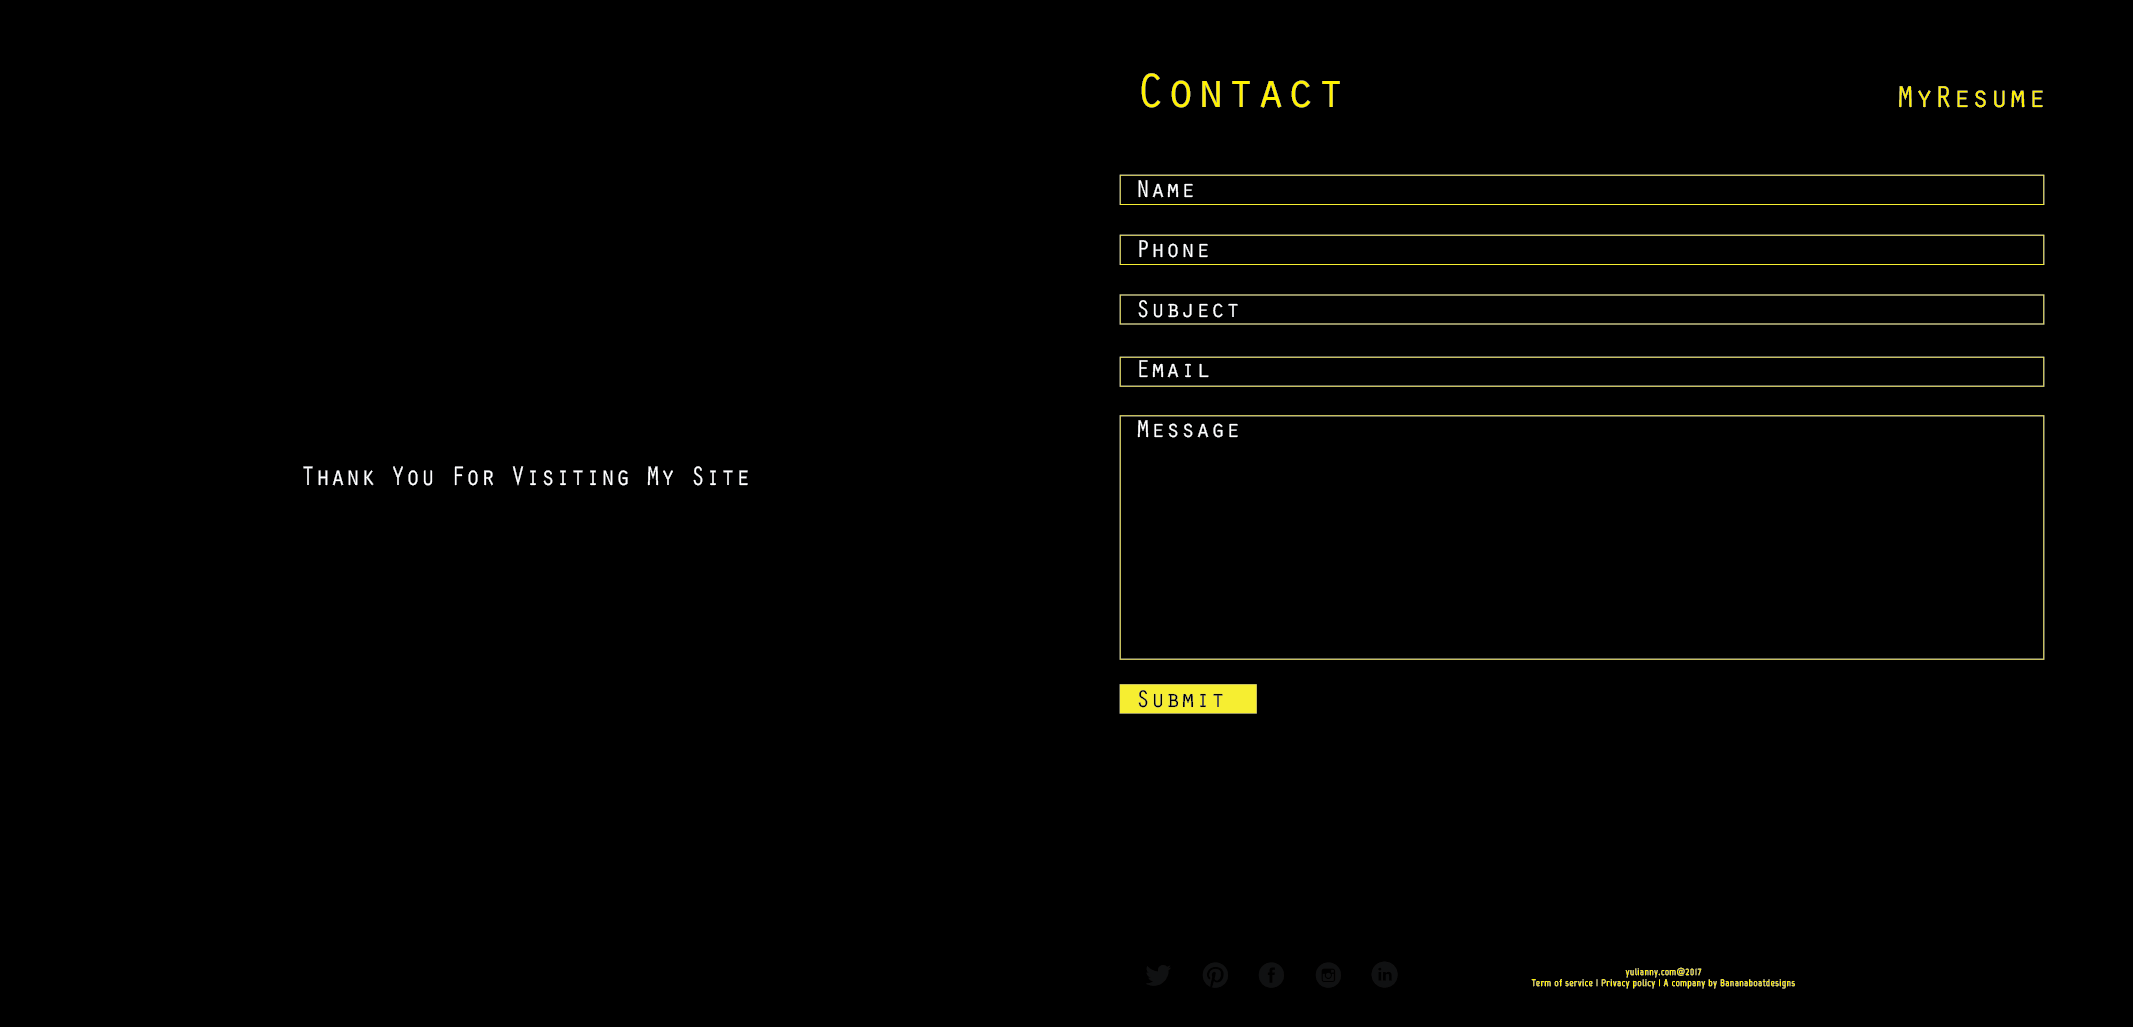 Contact
MyResume
Name
Phone
Subject
Email
Message
Thank You For Visiting My Site
Submit
yulianny.com@2017
Term of service | Privacy policy | A company by Bananaboatdesigns